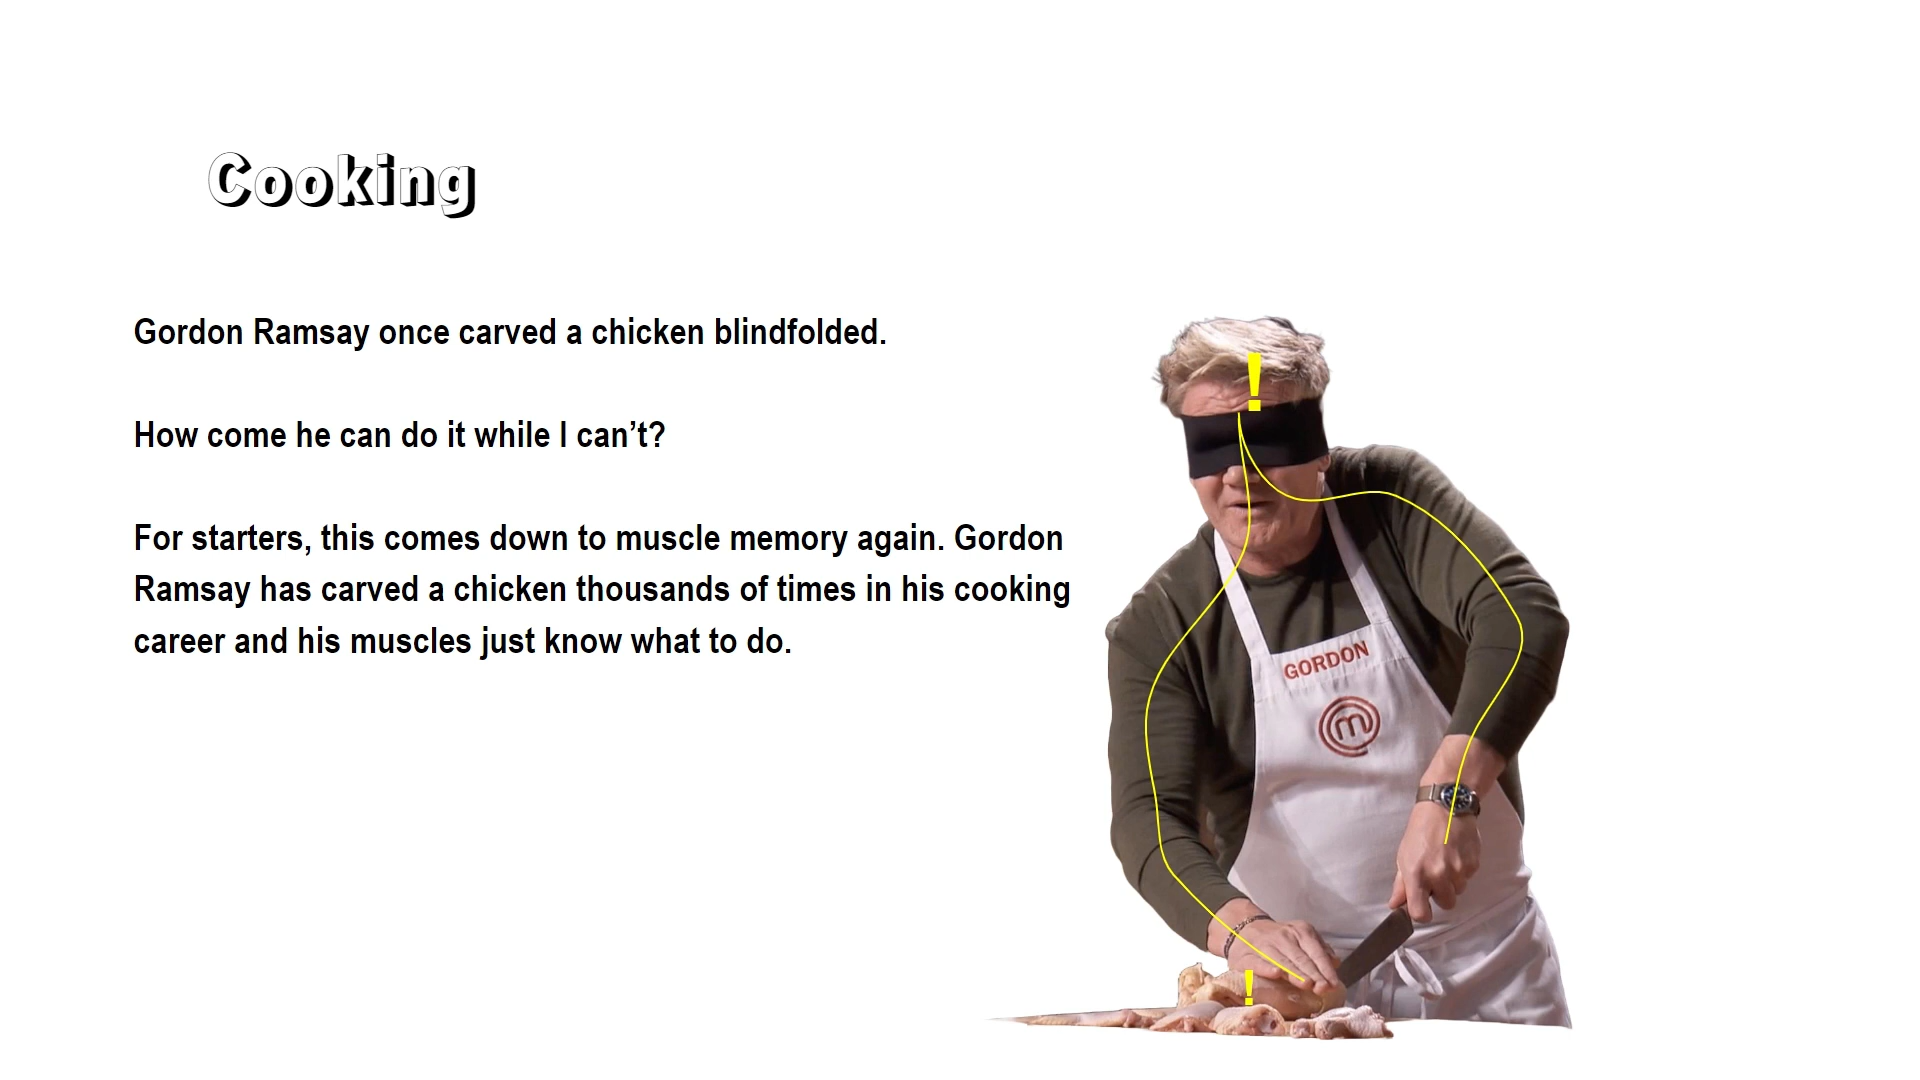 Cooking
Gordon Ramsay once carved a chicken blindfolded.
How come he can do it while I can’t?
For starters, this comes down to muscle memory again. Gordon
Ramsay has carved a chicken thousands of times in his cooking
career and his muscles just know what to do.
!
GORDON
m
!